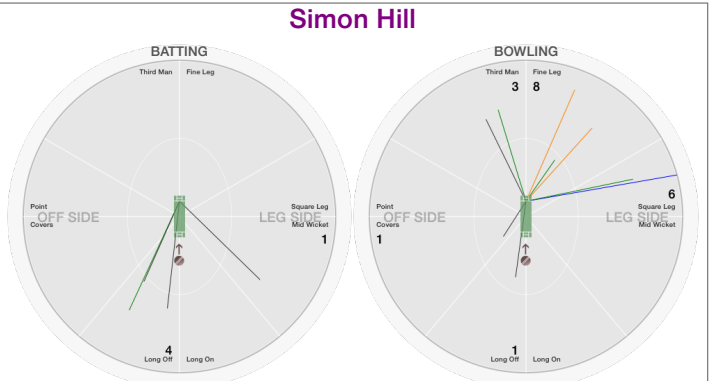 Simon Hill
BATTING
Third Man Fine Leg
Point
OFF SIDE
Covers
Square Leg
LEG SIDE
Mid Wicket
1
4
Long Off Long On
BOWLING
Third Man Fine Leg
3 8
Point
OFF SIDE
Covers
1
6
Square Leg
LEG SIDE
Mid Wicket
1
Long Off Long On